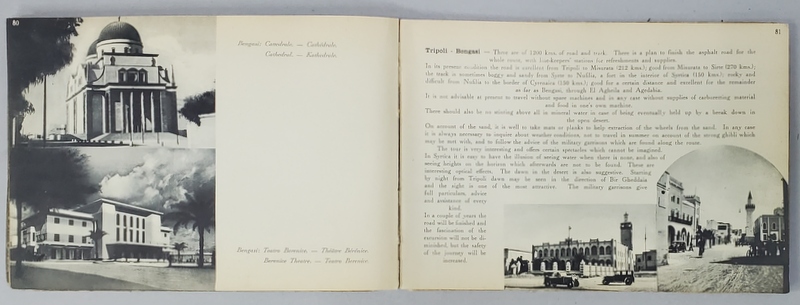 80
Bengasi: Cattedrale. — Cathédrale.
Cathedral. — Kathedrale.
Bengasi: Teatro Berenice. — Théâtre Bérénice.
Berenice Theatre. — Teatro Berenice.
81
Tripoli - Bengasi — There are of 1200 kms. of road and track. There is a plan to finish the asphalt road for the
whole route, with timekeepers' stations for refreshments and supplies.
In its present condition the road is excellent from Tripoli to Misurata (212 kms.); good from Misurata to Sirte (270 kms.);
the track is sometimes boggy and sandy from Syrte to Nufilia, a fort in the interior of Syrtica (150 kms.); rocky and
difficult from Nufilia to the border of Cyrenaica (130 kms.); good for a certain distance and excellent for the remainder
as far as Bengasi, through El Agheila and Agedabia.
It is not advisable at present to travel without spare machines and in any case without supplies of carburetting material
and food in one's own machine.
There should also be no stinting above all in mineral water in case of being eventually held up by a break down in
the open desert.
On account of the sand, it is well to take mats or planks to help extraction of the wheels from the sand. In any case
it is always necessary to inquire about weather conditions, not to travel in summer on account of the strong ghibli which
may be met with, and to follow the advice of the military garrisons which are found along the route.
The tour is very interesting and offers certain spectacles which cannot be imagined.
In Syrtica it is easy to have the illusion of seeing water when there is none, and also of
seeing heights on the horizon which afterwards are not to be found. These are
interesting optical effects. The dawn in the desert is also suggestive. Starting
by night from Tripoli dawn may be seen in the direction of Bir Gheddaia
and the sight is one of the most attractive. The military garrisons give
full particulars, advice
and assistance of every
kind.
In a couple of years the
road will be finished and
the fascination of the
excursion will not be di-
minished, but the safety
of the journey will be
increased.